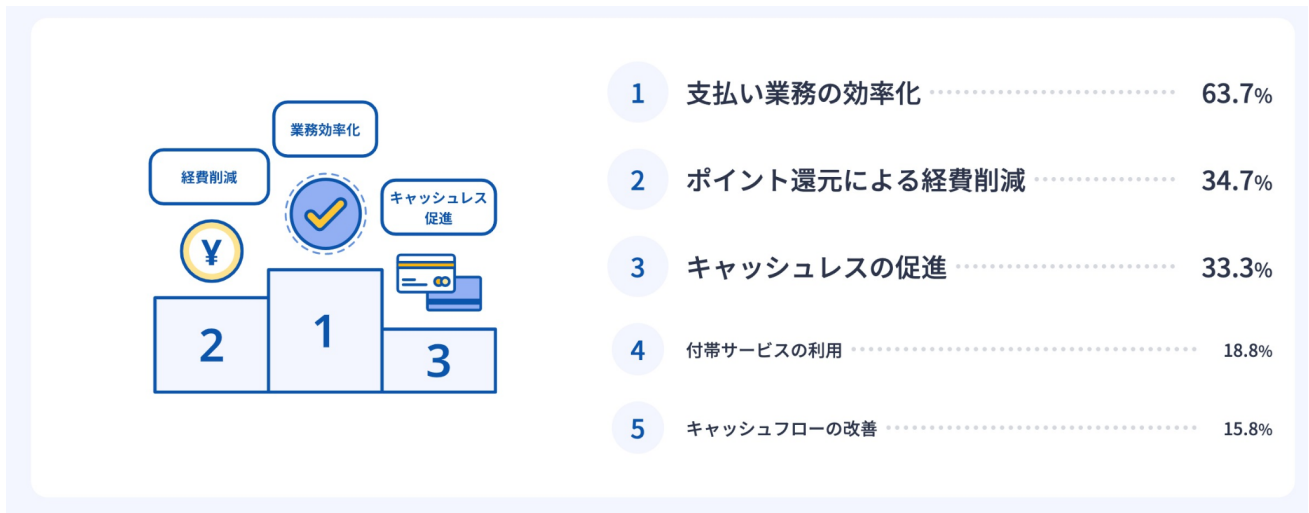 業務効率化
経費削減
キャッシュレス
促進
¥
2
1
3
1 支払い業務の効率化 63.7%
2 ポイント還元による経費削減 34.7%
3 キャッシュレスの促進 33.3%
4 付帯サービスの利用 18.8%
5 キャッシュフローの改善 15.8%